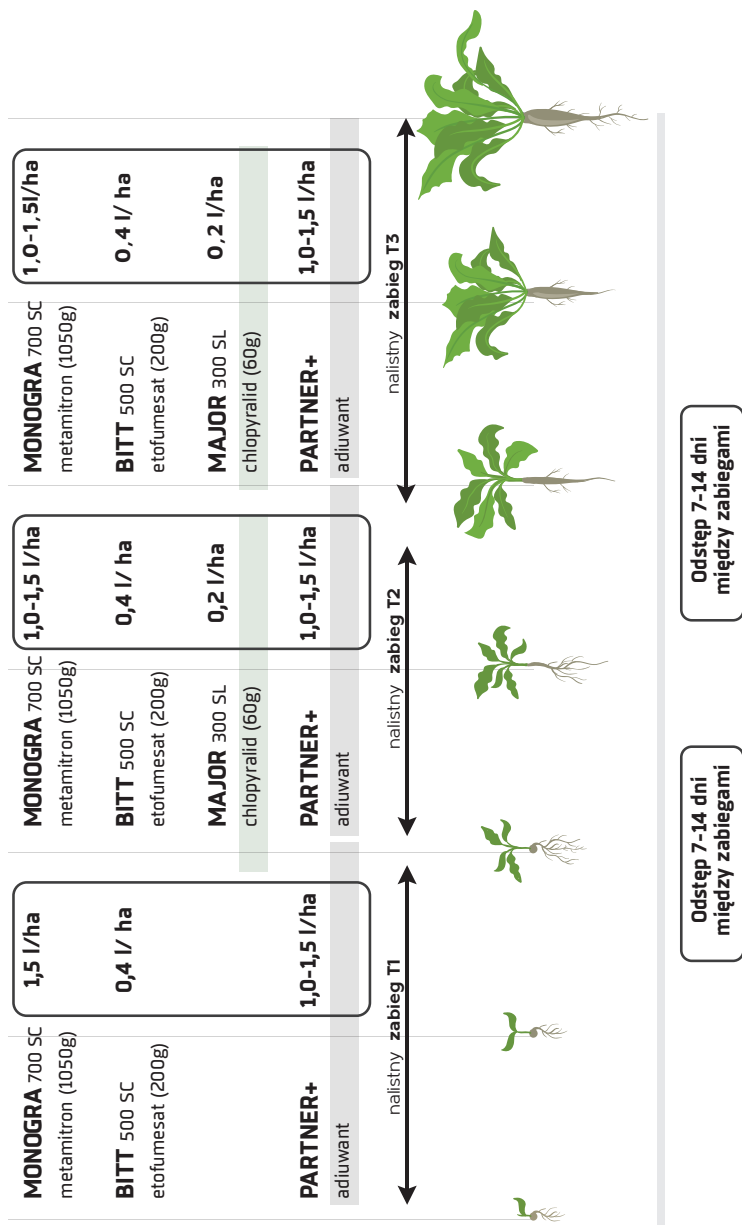 MONOGRA 700 SC
metamitron (1050g)
1,5 l/ha
BITT 500 SC
etofumesat (200g)
0,4 l/ ha
PARTNER+
adiuwant
1,0-1,5 l/ha
nalistny zabieg T1
MONOGRA 700 SC
metamitron (1050g)
1,0-1,5 l/ha
BITT 500 SC
etofumesat (200g)
0,4 l/ ha
MAJOR 300 SL
chlopyralid (60g)
0,2 l/ha
PARTNER+
adiuwant
1,0-1,5 l/ha
nalistny zabieg T2
MONOGRA 700 SC
metamitron (1050g)
1,0-1,5l/ha
BITT 500 SC
etofumesat (200g)
0,4 l/ ha
MAJOR 300 SL
chlopyralid (60g)
0,2 l/ha
PARTNER+
adiuwant
1,0-1,5 l/ha
nalistny zabieg T3
Odstęp 7-14 dni
między zabiegami
Odstęp 7-14 dni
między zabiegami